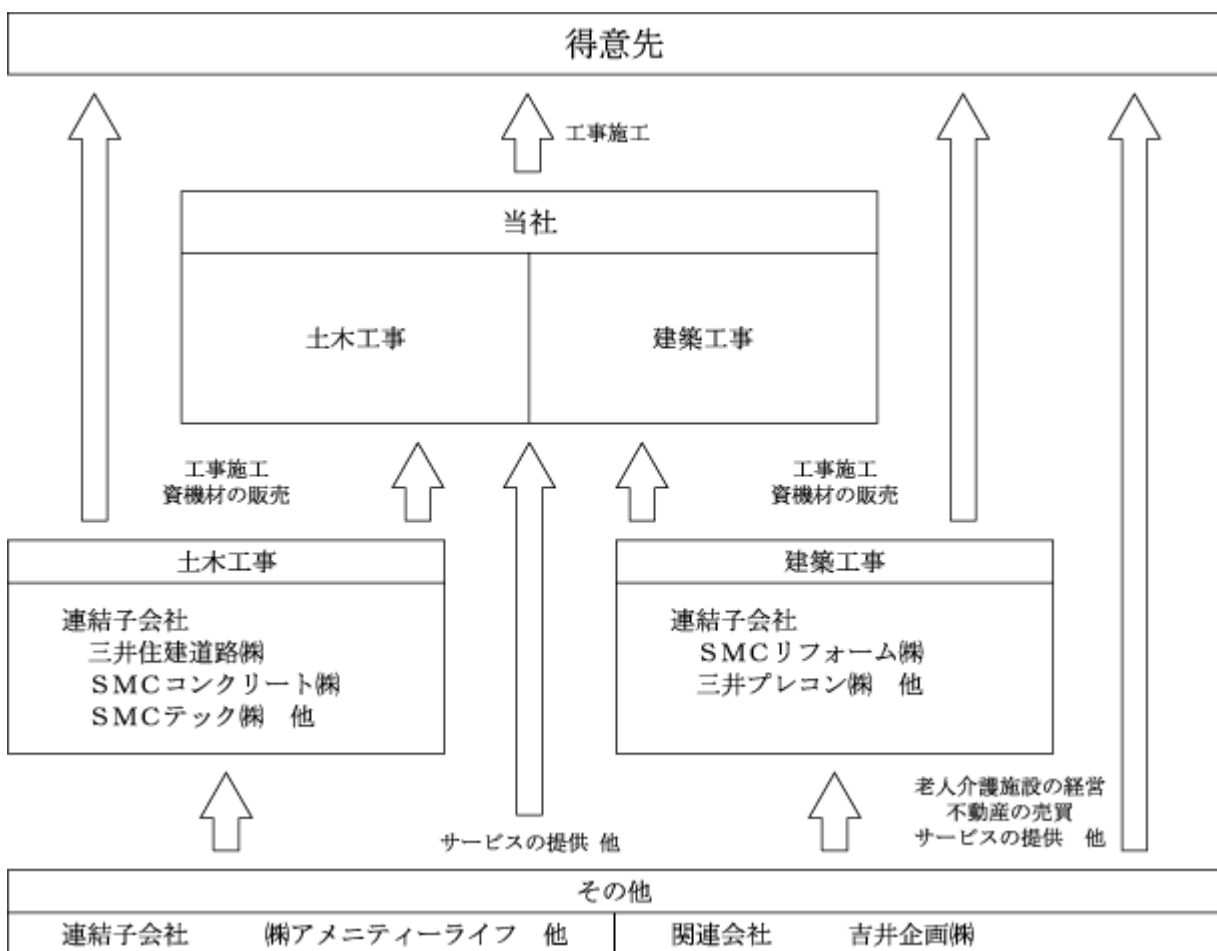 得意先
工事施工
当社
土木工事
建築工事
工事施工
資機材の販売
工事施工
資機材の販売
土木工事
連結子会社
三井住建道路㈱
ＳＭＣコンクリート㈱
ＳＭＣテック㈱　他
建築工事
連結子会社
ＳＭＣリフォーム㈱
三井プレコン㈱　他
サービスの提供 他
老人介護施設の経営
不動産の売買
サービスの提供　他
その他
連結子会社　　㈱アメニティーライフ　他
関連会社　　吉井企画㈱